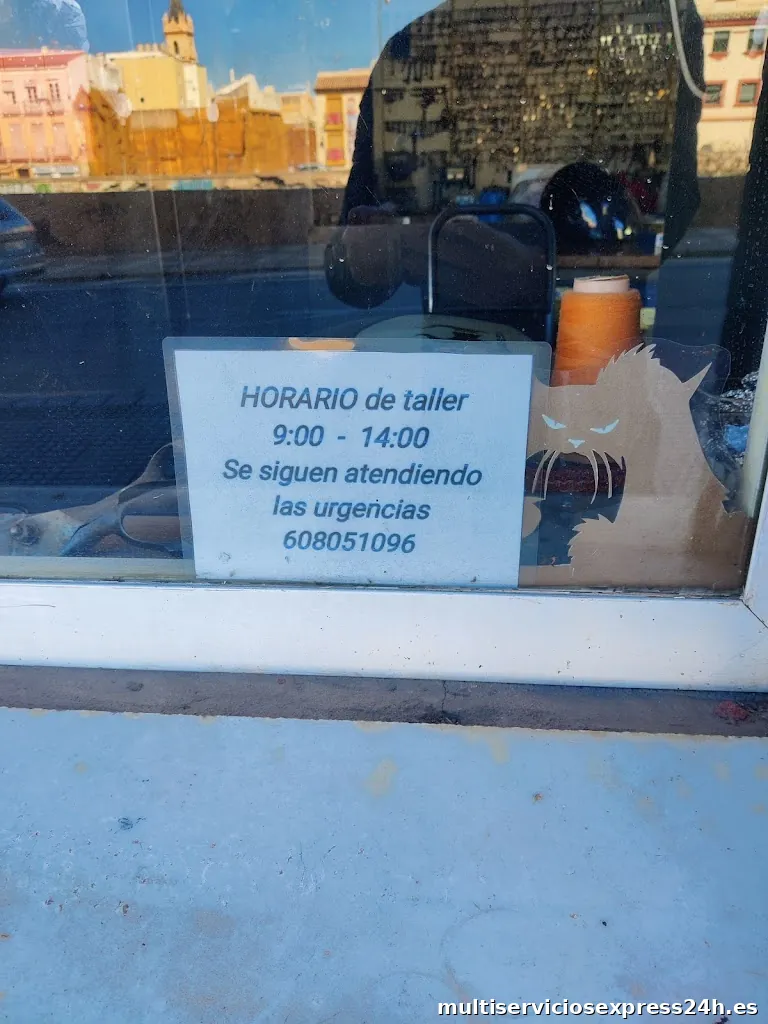 HORARIO de taller
9:00 - 14:00
Se siguen atendiendo
las urgencias
608051096
multiserviciosexpress24h.es